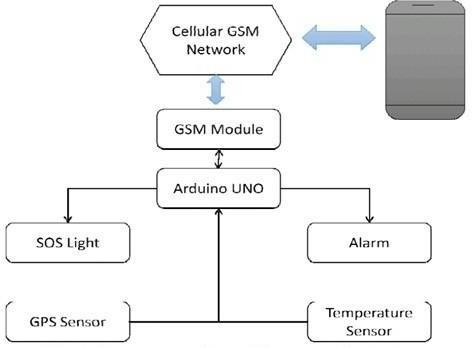 Cellular GSM
Network
GSM Module
Arduino UNO
SOS Light
Alarm
GPS Sensor
Temperature
Sensor